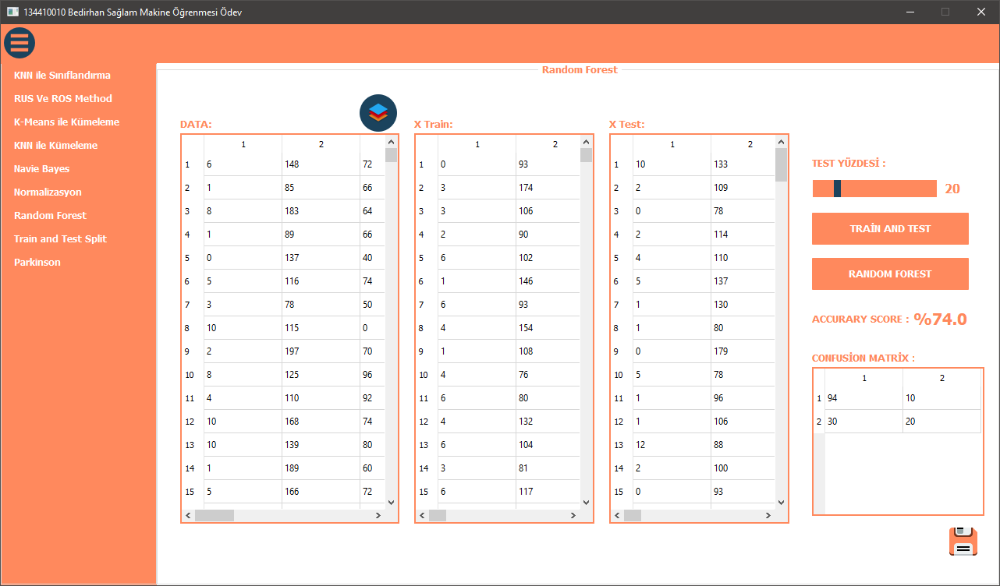 134410010 Bedirhan Sağlam Makine Öğrenmesi Ödev
KNN ile Sınıflandırma
RUS Ve ROS Method
K-Means ile Kümeleme
KNN ile Kümeleme
Navie Bayes
Normalizasyon
Random Forest
Train and Test Split
Parkinson
Random Forest
DATA:
1 2
1 6 148 72
2 1 85 66
3 8 183 64
4 1 89 66
5 0 137 40
6 5 116 74
7 3 78 50
8 10 115 0
9 2 197 70
10 8 125 96
11 4 110 92
12 10 168 74
13 10 139 80
14 1 189 60
15 5 166 72
X Train:
1 2
1 0 93
2 3 174
3 3 106
4 2 90
5 6 102
6 1 146
7 6 93
8 4 154
9 1 108
10 4 76
11 6 80
12 4 132
13 6 104
14 3 81
15 6 117
X Test:
1 2
1 10 133
2 2 109
3 0 78
4 2 114
5 4 110
6 5 137
7 1 130
8 1 80
9 0 179
10 5 78
11 1 96
12 1 106
13 12 88
14 2 100
15 0 93
TEST YÜZDESİ :
20
TRAİN AND TEST
RANDOM FOREST
ACCURARY SCORE : %74.0
CONFUSİON MATRİX :
1 2
1 94 10
2 30 20